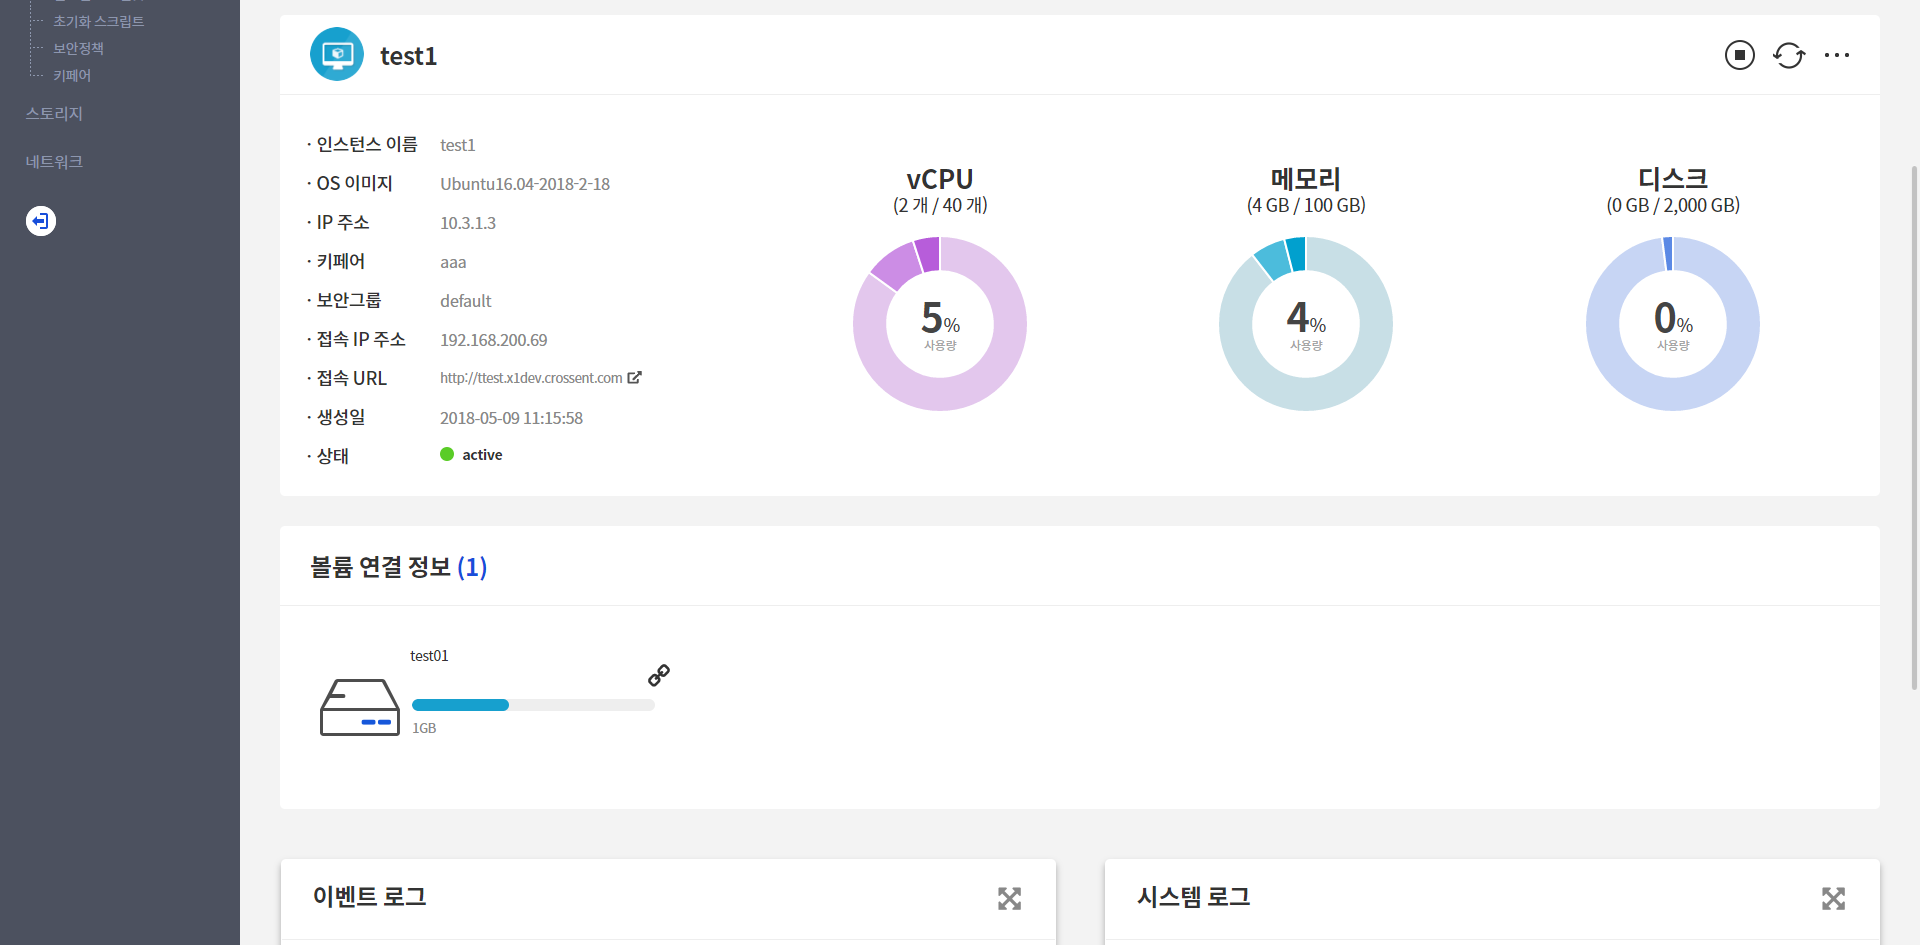 초기화 스크립트
보안정책
키페어
스토리지
네트워크
test1
· 인스턴스 이름 test1
· OS 이미지 Ubuntu16.04-2018-2-18
· IP 주소 10.3.1.3
· 키페어 aaa
· 보안그룹 default
· 접속 IP 주소 192.168.200.69
· 접속 URL http://ttest.x1dev.crossent.com
· 생성일 2018-05-09 11:15:58
· 상태 active
vCPU
(2 개 / 40 개)
5%
사용량
메모리
(4 GB / 100 GB)
4%
사용량
디스크
(0 GB / 2,000 GB)
0%
사용량
볼륨 연결 정보 (1)
test01
1GB
이벤트 로그
시스템 로그